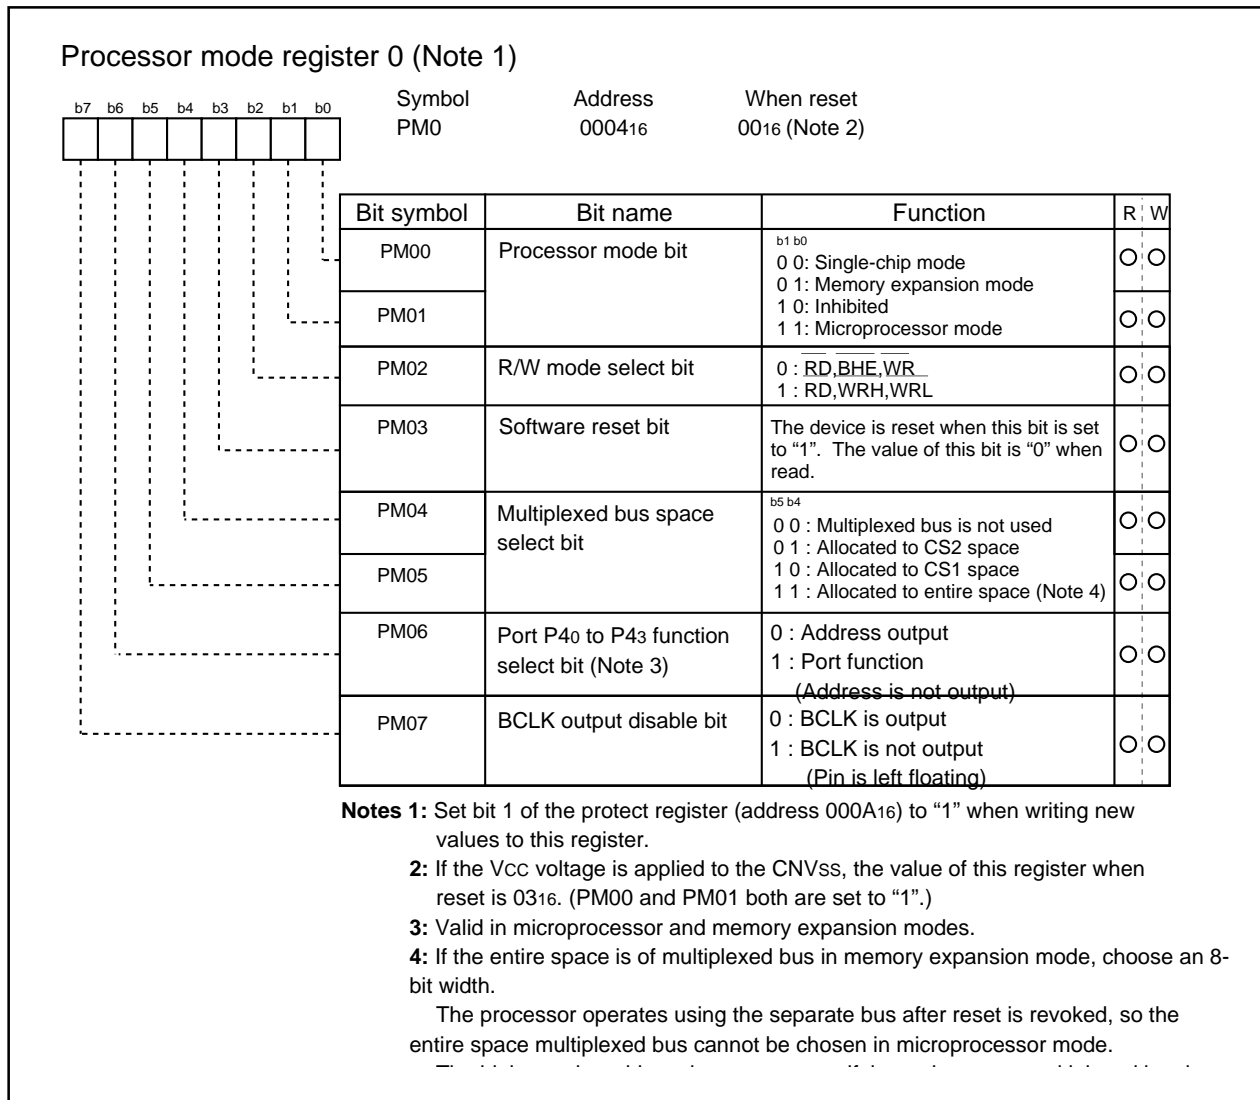 Processor mode register 0 (Note 1)
Symbol Address When reset
PM0 000416 0016 (Note 2)
b7 b6 b5 b4 b3 b2 b1 b0
Bit symbol Bit name Function R W
PM00 Processor mode bit
b1 b0
0 0: Single-chip mode
0 1: Memory expansion mode
1 0: Inhibited
PM01
1 1: Microprocessor mode
PM02 R/W mode select bit 0 : RD,BHE,WR
1 : RD,WRH,WRL
PM03 Software reset bit The device is reset when this bit is set
to “1”. The value of this bit is “0” when
read.
PM04 Multiplexed bus space
select bit
b5 b4
0 0 : Multiplexed bus is not used
0 1 : Allocated to CS2 space
PM05
1 0 : Allocated to CS1 space
1 1 : Allocated to entire space (Note 4)
PM06 Port P40 to P43 function
select bit (Note 3)
0 : Address output
1 : Port function
(Address is not output)
PM07 BCLK output disable bit 0 : BCLK is output
1 : BCLK is not output
(Pin is left floating)
Notes 1: Set bit 1 of the protect register (address 000A16) to “1” when writing new
values to this register.
2: If the VCC voltage is applied to the CNVSS, the value of this register when
reset is 0316. (PM00 and PM01 both are set to “1”.)
3: Valid in microprocessor and memory expansion modes.
4: If the entire space is of multiplexed bus in memory expansion mode, choose an 8-
bit width.
The processor operates using the separate bus after reset is revoked, so the
entire space multiplexed bus cannot be chosen in microprocessor mode.